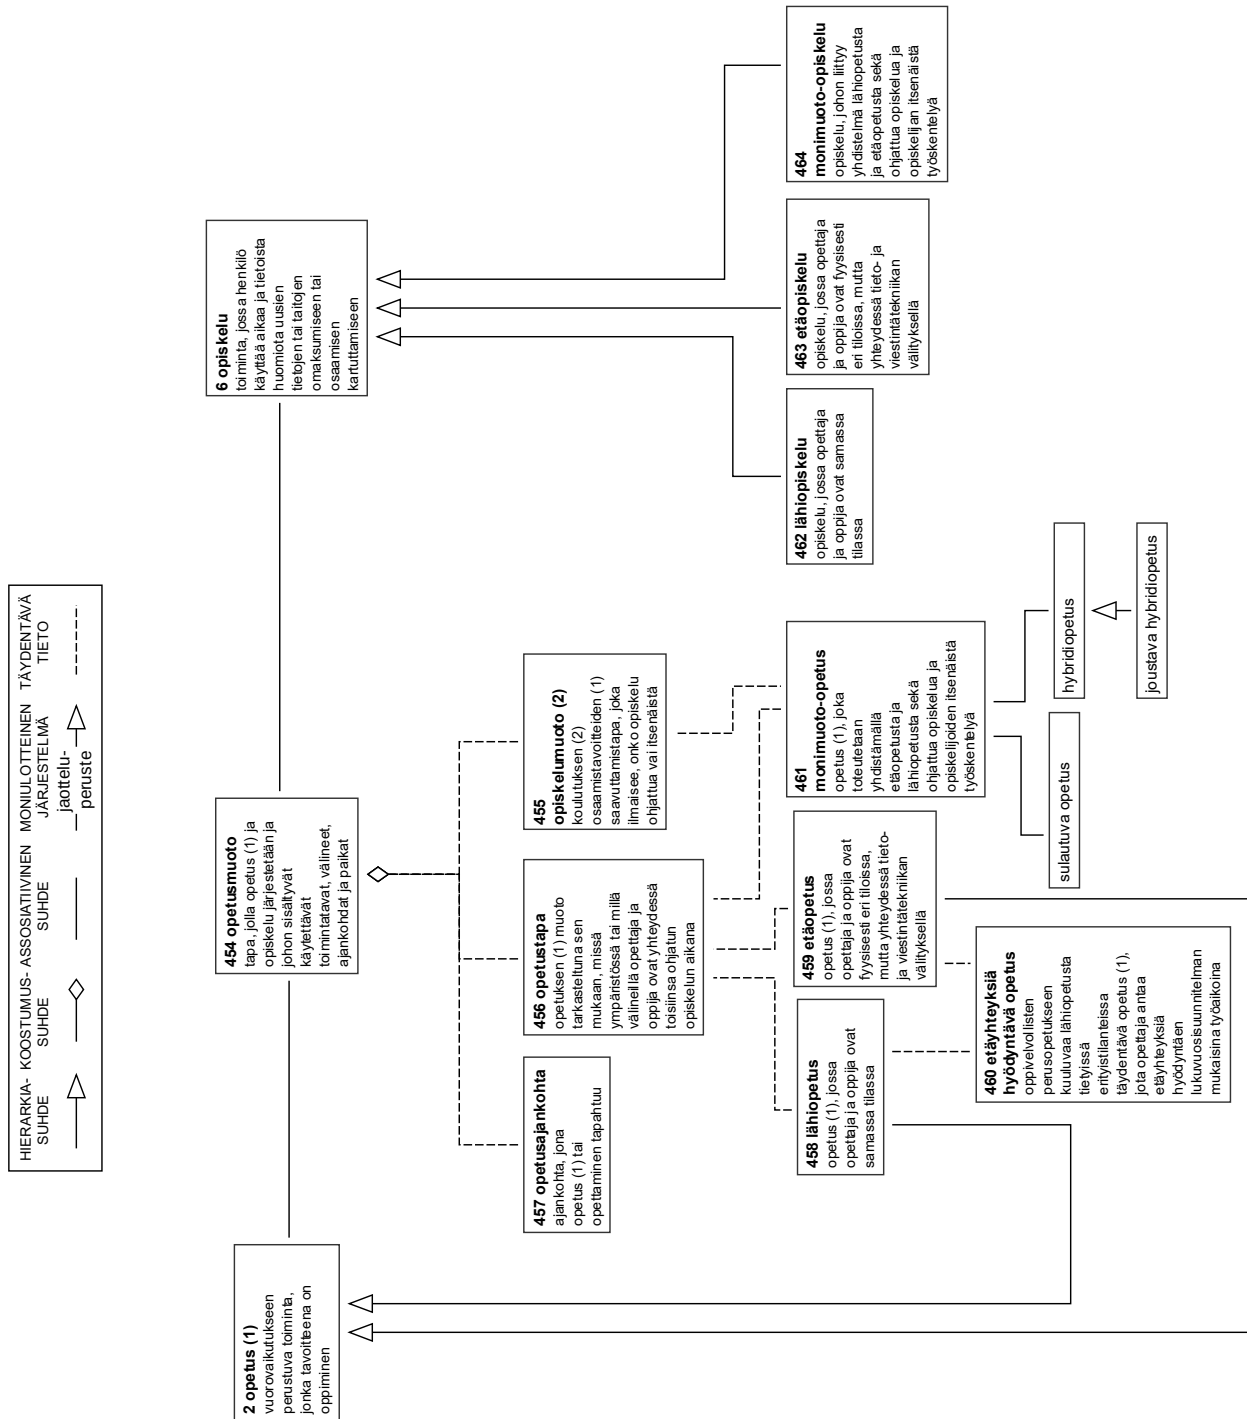 HIERARKIA- KOOSTUMUS- ASSOSIATIIVINEN MONIULOTTEINEN TÄYDENTÄVÄ
SUHDE SUHDE SUHDE JÄRJESTELMÄ TIETO
jaottelu-
peruste
2 opetus (1)
vuorovaikutukseen
perustuva toiminta,
jonka tavoitteena on
oppiminen
454 opetusmuoto
tapa, jolla opetus (1) ja
opiskelu järjestetään ja
johon sisältyvät
käytettävät
toimintatavat, välineet,
ajankohdat ja paikat
6 opiskelu
toiminta, jossa henkilö
käyttää aikaa ja tietoista
huomiota uusien
tietojen tai taitojen
omaksumiseen tai
osaamisen
kartuttamiseen
457 opetusajankohta
ajankohta, jona
opetus (1) tai
opettaminen tapahtuu
456 opetustapa
opetuksen (1) muoto
tarkasteltuna sen
mukaan, missä
ympäristössä tai millä
välineillä opettaja ja
oppija ovat yhteydessä
toisiinsa ohjatun
opiskelun aikana
455
opiskelumuoto (2)
koulutuksen (2)
osaamistavoitteiden (1)
saavuttamistapa, joka
ilmaisee, onko opiskelu
ohjattua vai itsenäistä
458 lähiopetus
opetus (1), jossa
opettaja ja oppija ovat
samassa tilassa
459 etäopetus
opetus (1), jossa
opettaja ja oppija ovat
fyysisesti eri tiloissa,
mutta yhteydessä tieto-
ja viestintätekniikan
välityksellä
461
monimuoto-opetus
opetus (1), joka
toteutetaan
yhdistämällä
etäopetusta ja
lähiopetusta sekä
ohjattua opiskelua ja
opiskelijoiden itsenäistä
työskentelyä
462 lähiopiskelu
opiskelu, jossa opettaja
ja oppija ovat samassa
tilassa
463 etäopiskelu
opiskelu, jossa opettaja
ja oppija ovat fyysisesti
eri tiloissa, mutta
yhteydessä tieto- ja
viestintätekniikan
välityksellä
464
monimuoto-opiskelu
opiskelu, johon liittyy
yhdistelmä lähiopetusta
ja etäopetusta sekä
ohjattua opiskelua ja
opiskelijan itsenäistä
työskentelyä
460 etäyhteyksiä
hyödyntävä opetus
oppivelvollisten
perusopetukseen
kuuluvaa lähiopetusta
tietyissä
erityistilanteissa
täydentävä opetus (1),
jota opettaja antaa
etäyhteyksiä
hyödyntäen
lukuvuosisuunnitelman
mukaisina työaikoina
sulautuva opetus
hybridiopetus
joustava hybridiopetus